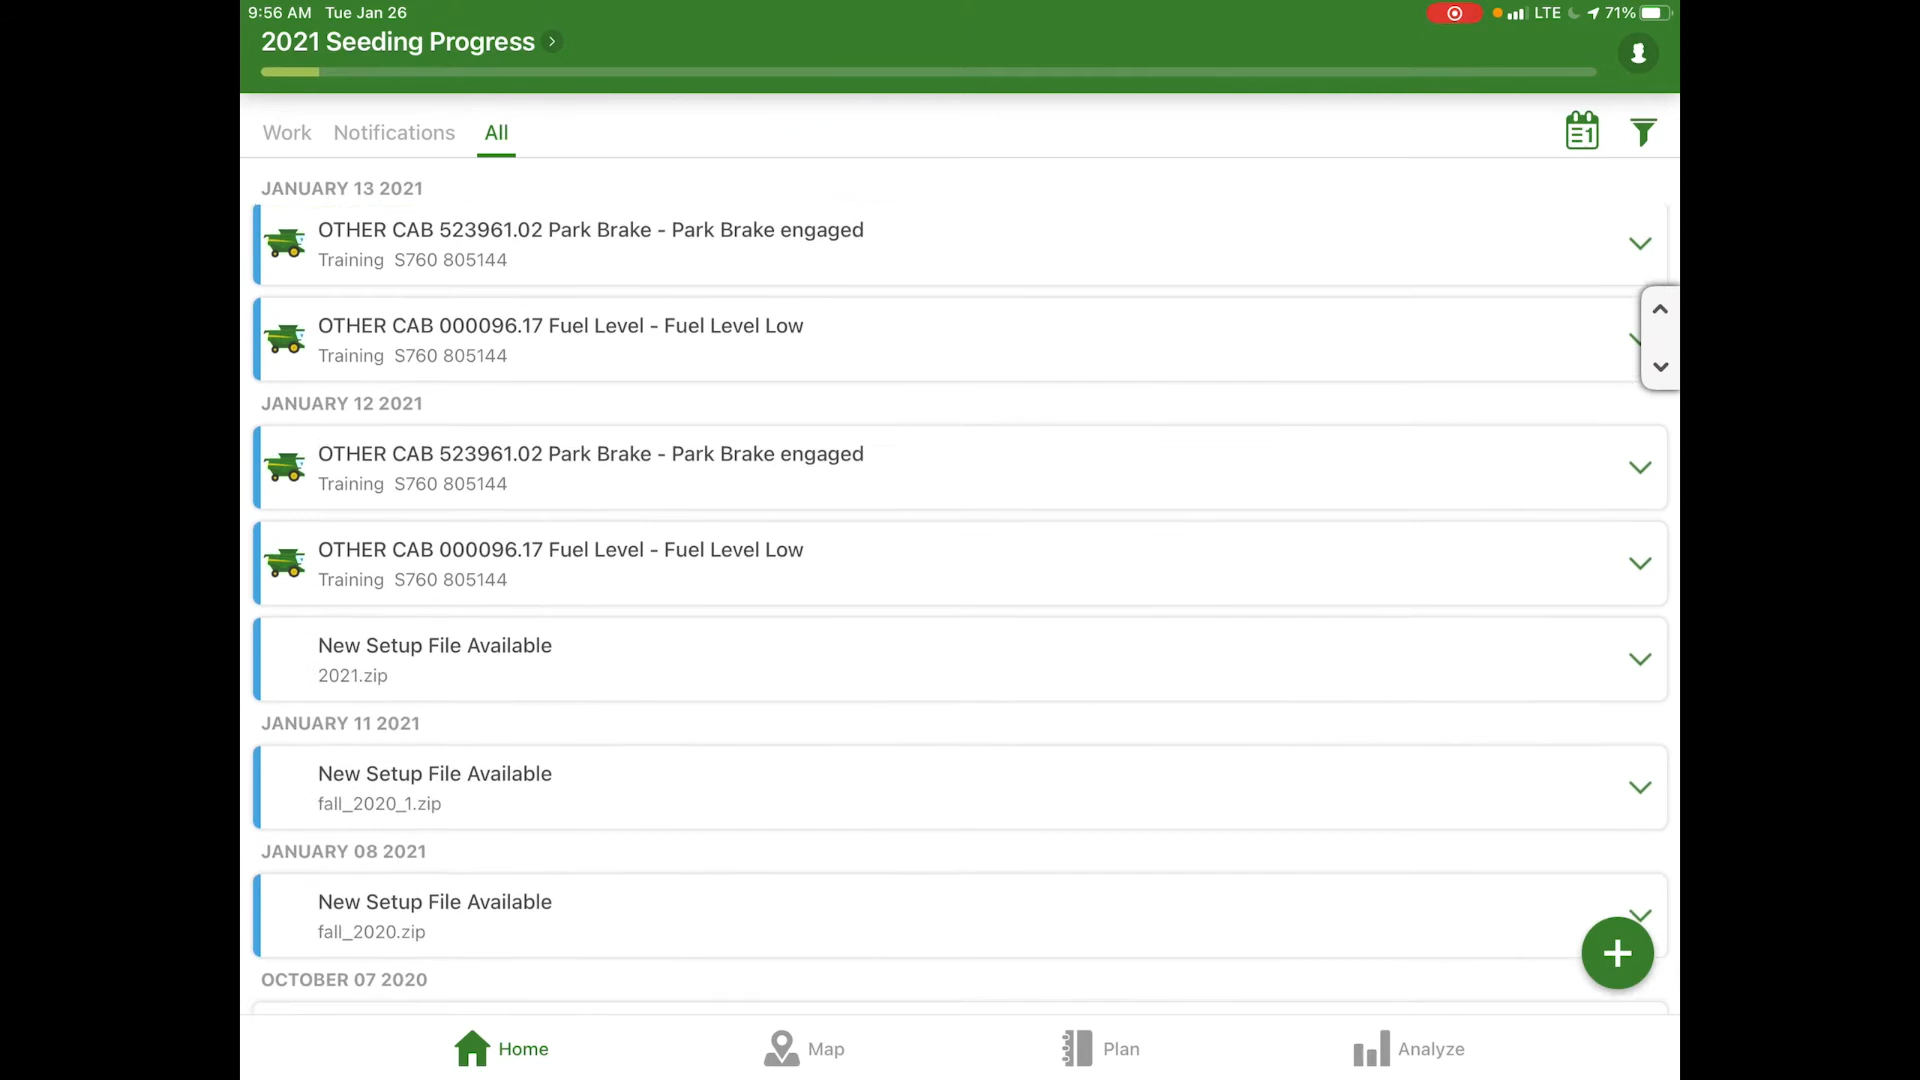 9:56 AM Tue Jan 26
LTE 71%
2021 Seeding Progress
Work Notifications All
1
JANUARY 13 2021
OTHER CAB 523961.02 Park Brake - Park Brake engaged
Training S760 805144
OTHER CAB 000096.17 Fuel Level - Fuel Level Low
Training S760 805144
JANUARY 12 2021
OTHER CAB 523961.02 Park Brake - Park Brake engaged
Training S760 805144
OTHER CAB 000096.17 Fuel Level - Fuel Level Low
Training S760 805144
New Setup File Available
2021.zip
JANUARY 11 2021
New Setup File Available
fall_2020_1.zip
JANUARY 08 2021
New Setup File Available
fall_2020.zip
OCTOBER 07 2020
Home Map Plan Analyze